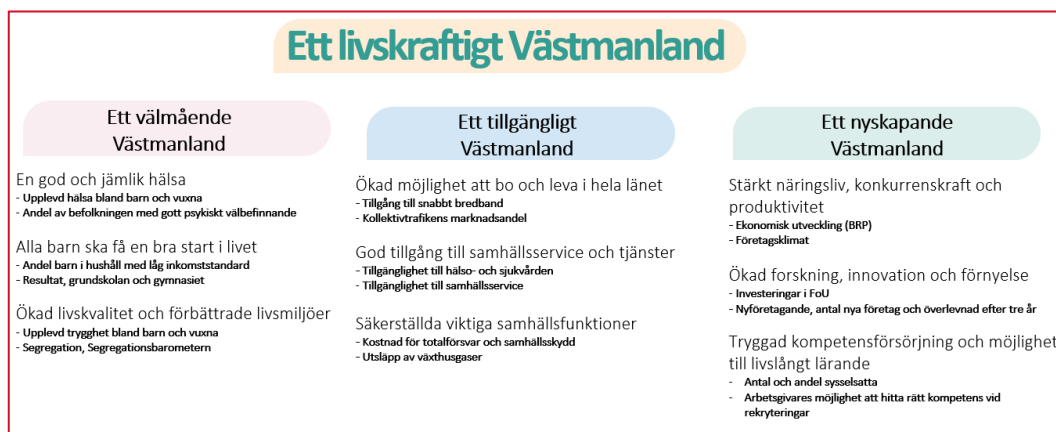 Ett livskraftigt Västmanland
Ett välmående
Västmanland
En god och jämlik hälsa
- Upplevd hälsa bland barn och vuxna
- Andel av befolkningen med gott psykiskt välbefinnande
Alla barn ska få en bra start i livet
- Andel barn i hushåll med låg inkomststandard
- Resultat, grundskolan och gymnasiet
Ökad livskvalitet och förbättrade livsmiljöer
- Upplevd trygghet bland barn och vuxna
- Segregation, Segregationsbarometern
Ett tillgängligt
Västmanland
Ökad möjlighet att bo och leva i hela länet
- Tillgång till snabbt bredband
- Kollektivtrafikens marknadsandel
God tillgång till samhällsservice och tjänster
- Tillgänglighet till hälso- och sjukvården
- Tillgänglighet till samhällsservice
Säkerställda viktiga samhällsfunktioner
- Kostnad för totalförsvar och samhällsskydd
- Utsläpp av växthusgaser
Ett nyskapande
Västmanland
Stärkt näringsliv, konkurrenskraft och
produktivitet
- Ekonomisk utveckling (BRP)
- Företagsklimat
Ökad forskning, innovation och förnyelse
- Investeringar i FoU
- Nyföretagande, antal nya företag och överlevnad efter tre år
Tryggad kompetensförsörjning och möjlighet
till livslångt lärande
- Antal och andel sysselsatta
- Arbetsgivares möjlighet att hitta rätt kompetens vid
rekryteringar